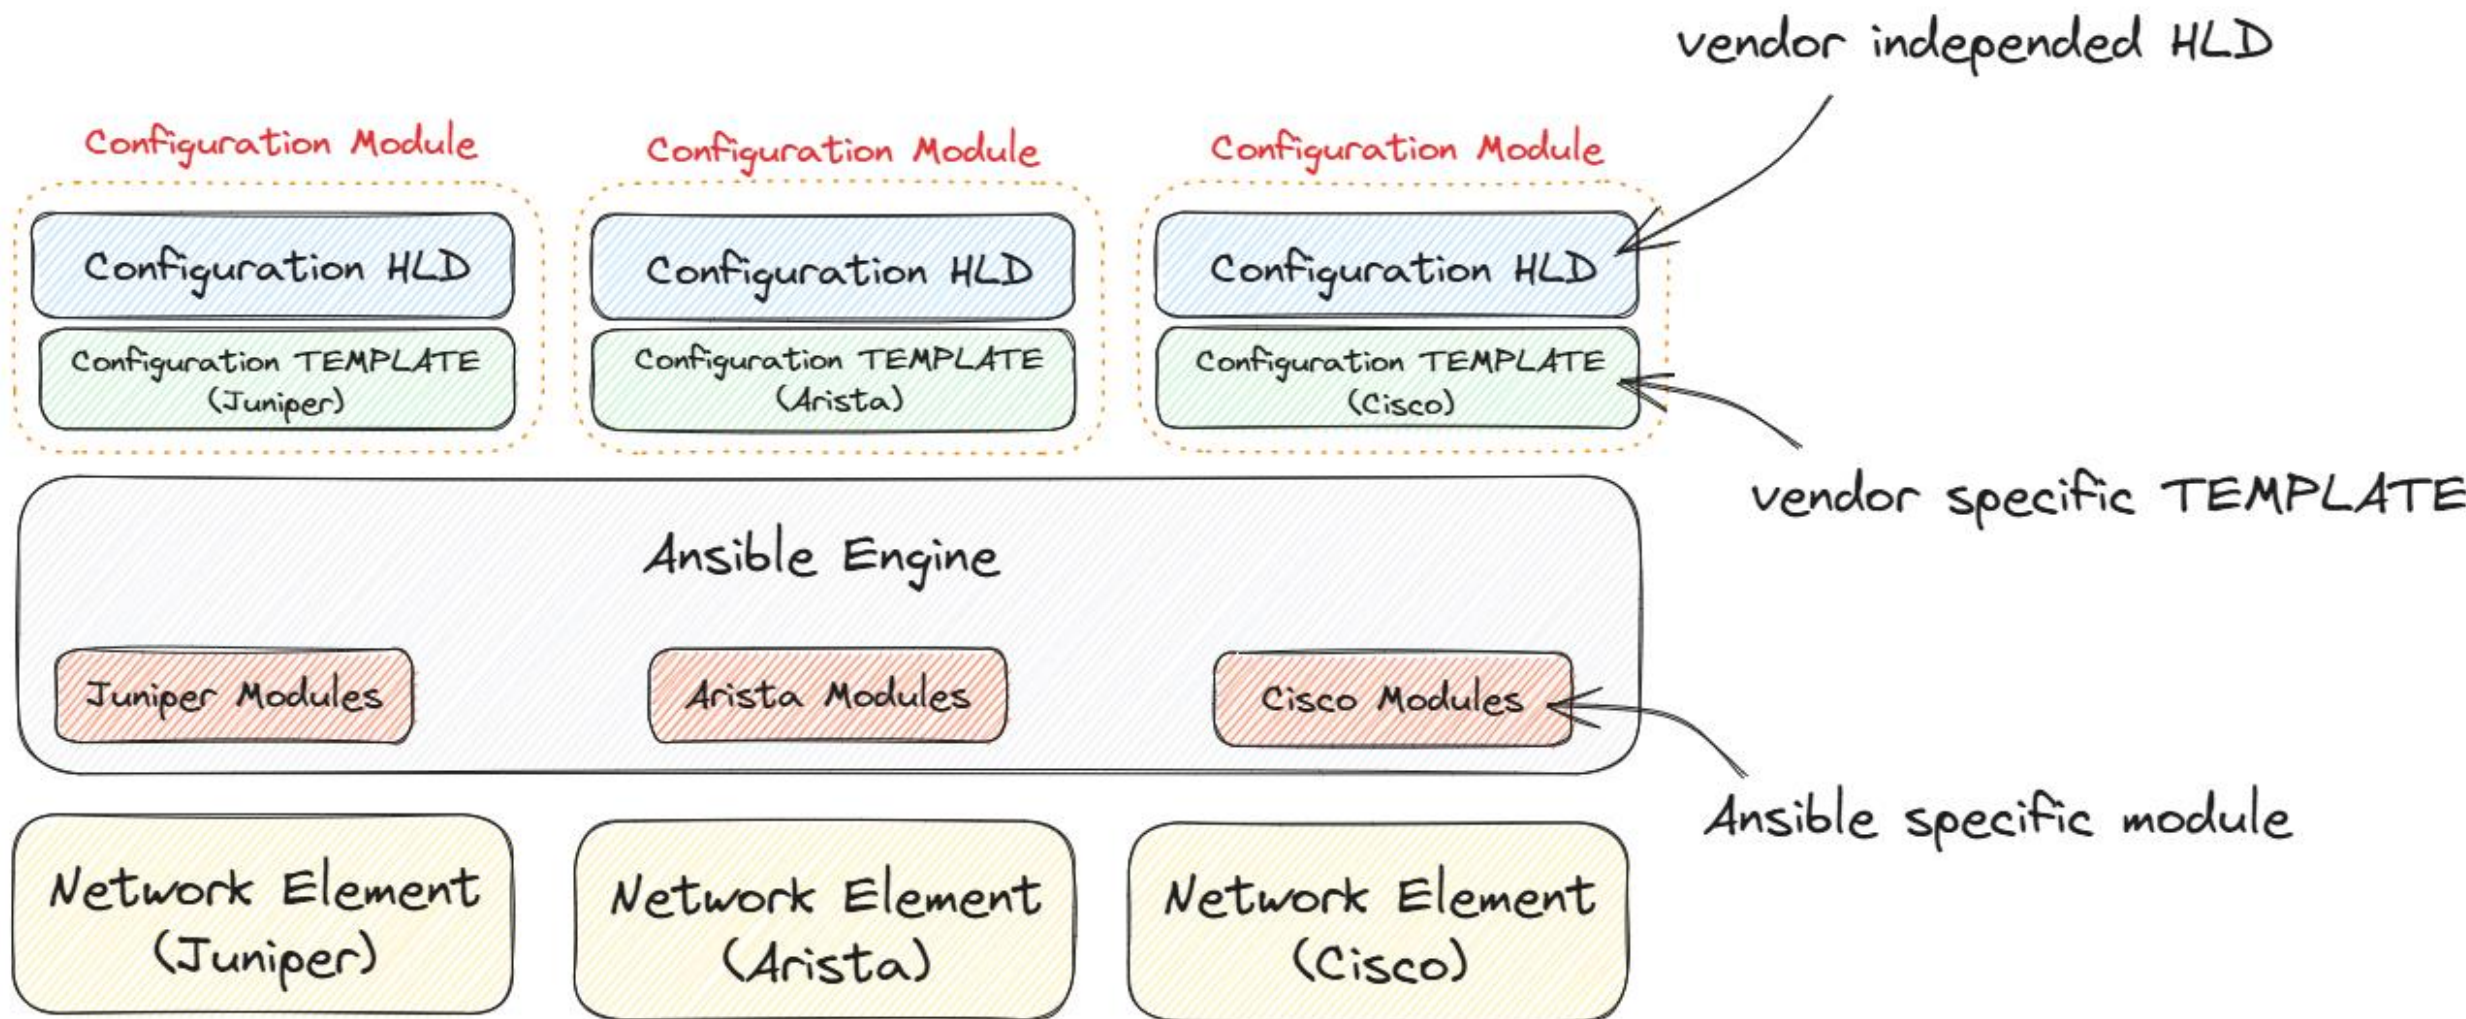 vendor independed HLD
Configuration Module
Configuration Module
Configuration Module
Configuration HLD
Configuration HLD
Configuration HLD
Configuration TEMPLATE
(Juniper)
Configuration TEMPLATE
(Arista)
Configuration TEMPLATE
(Cisco)
vendor specific TEMPLATE
Ansible Engine
Juniper Modules
Arista Modules
Cisco Modules
Ansible specific module
Network Element
(Juniper)
Network Element
(Arista)
Network Element
(Cisco)